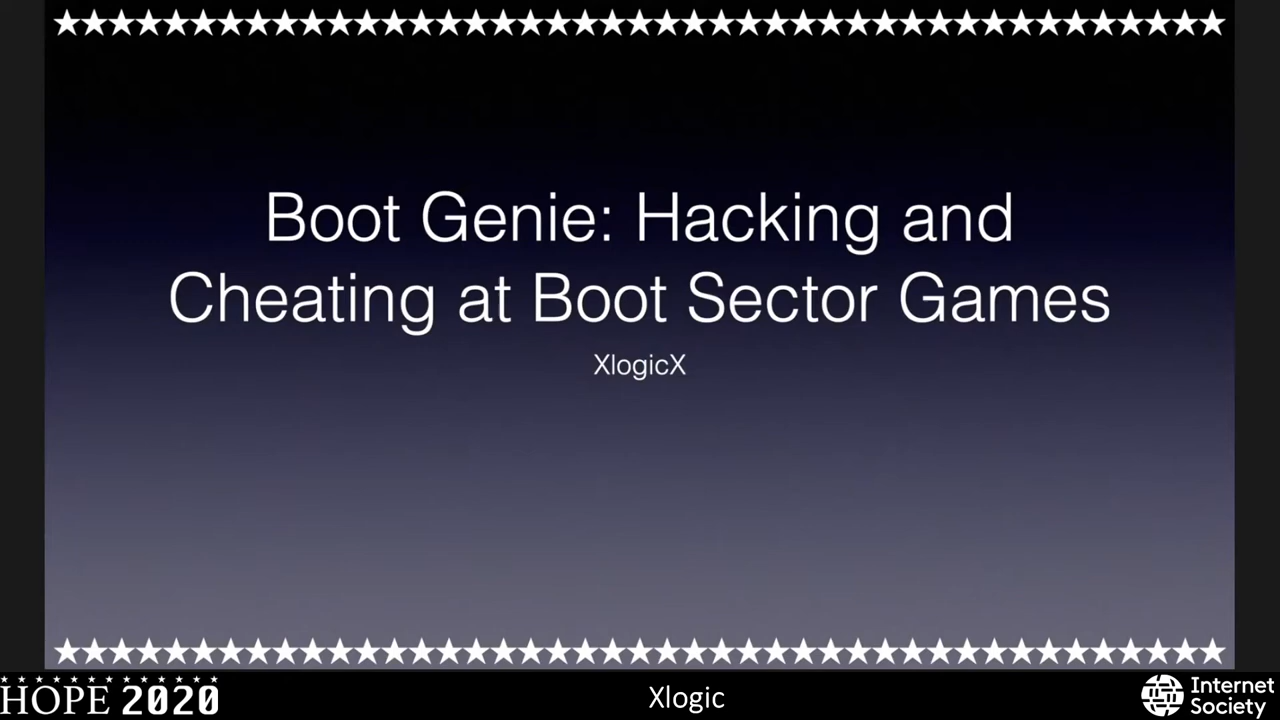 Boot Genie: Hacking and
Cheating at Boot Sector Games
XlogicX
HOPE 2020
Xlogic
Internet
Society